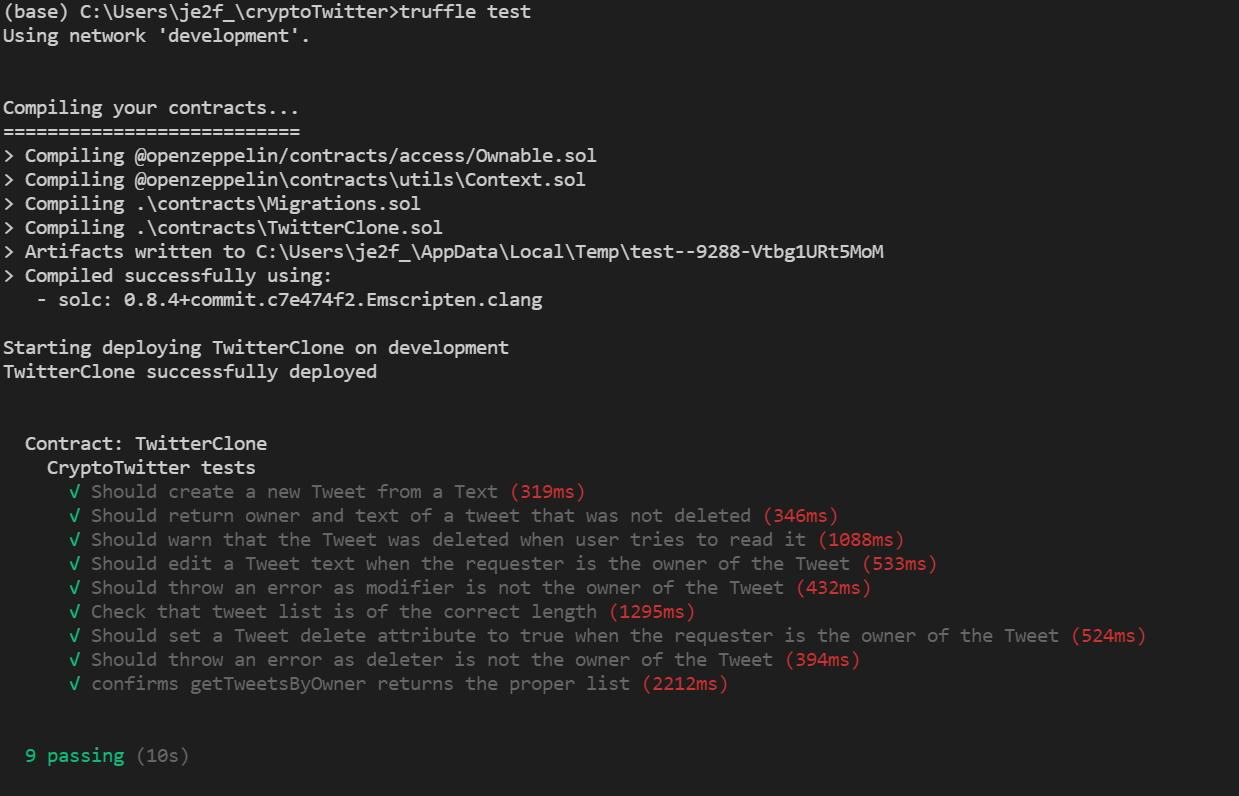 (base) C:\Users\je2f_\cryptoTwitter>truffle test
Using network 'development'.
Compiling your contracts...
===========================
> Compiling @openzeppelin/contracts/access/Ownable.sol
> Compiling @openzeppelin\contracts\utils\Context.sol
> Compiling .\contracts\Migrations.sol
> Compiling .\contracts\TwitterClone.sol
> Artifacts written to C:\Users\je2f_\AppData\Local\Temp\test--9288-Vtbg1URt5MoM
> Compiled successfully using:
- solc: 0.8.4+commit.c7e474f2.Emscripten.clang
Starting deploying TwitterClone on development
TwitterClone successfully deployed
Contract: TwitterClone
CryptoTwitter tests
√ Should create a new Tweet from a Text (319ms)
√ Should return owner and text of a tweet that was not deleted (346ms)
√ Should warn that the Tweet was deleted when user tries to read it (1088ms)
√ Should edit a Tweet text when the requester is the owner of the Tweet (533ms)
√ Should throw an error as modifier is not the owner of the Tweet (432ms)
√ Check that tweet list is of the correct length (1295ms)
√ Should set a Tweet delete attribute to true when the requester is the owner of the Tweet (524ms)
√ Should throw an error as deleter is not the owner of the Tweet (394ms)
√ confirms getTweetsByOwner returns the proper list (2212ms)
9 passing (10s)